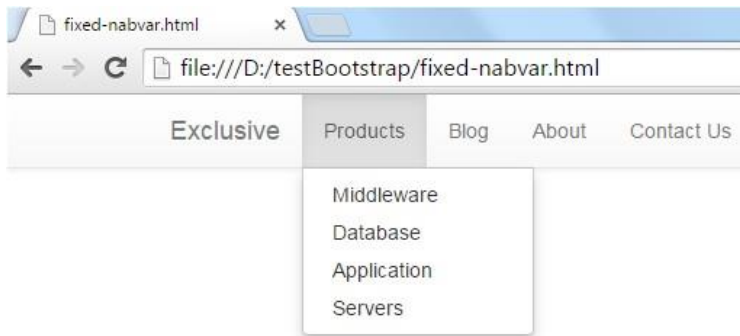 fixed-nabvar.html
file:///D:/testBootstrap/fixed-nabvar.html
Exclusive Products Blog About Contact Us
Middleware
Database
Application
Servers